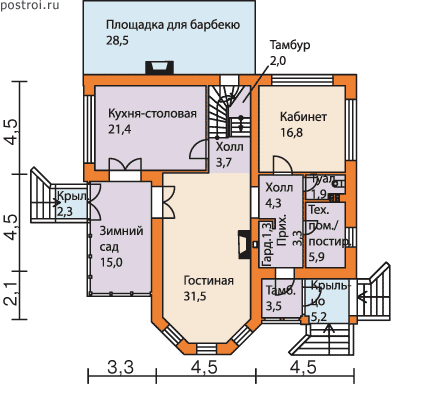 postroi.ru
Площадка для барбекю
28,5
Тамбур
2,0
Кухня-столовая
21,4
Кабинет
16,8
Холл
3,7
4,5
4,5
2,1
Крыл.
2,3
Зимний
сад
15,0
Холл
4,3
Туал.
1,9
Гард.1,3
Прих.
3,3
Тех.
пом./
постир.
5,9
Гостиная
31,5
Тамб.
3,5
Крыль-
цо
5,2
3,3
4,5
4,5